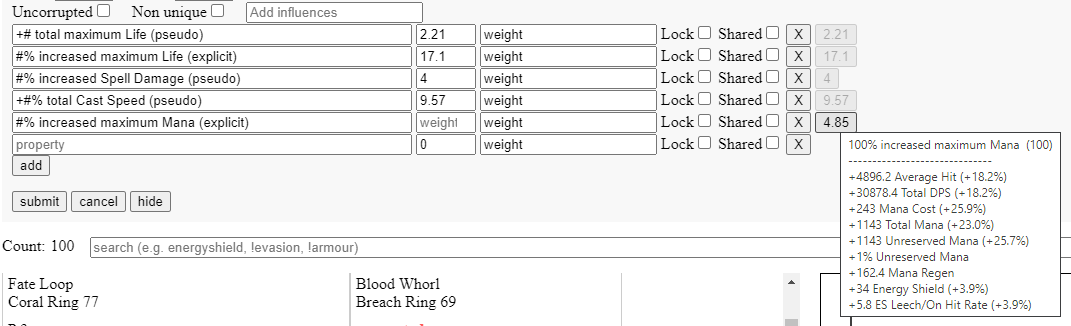 Uncorrupted Non unique Add influences
+# total maximum Life (pseudo) 2.21 weight Lock Shared X 2.21
#% increased maximum Life (explicit) 17.1 weight Lock Shared X 17.1
#% increased Spell Damage (pseudo) 4 weight Lock Shared X 4
+#% total Cast Speed (pseudo) 9.57 weight Lock Shared X 9.57
#% increased maximum Mana (explicit) weight weight Lock Shared X 4.85
property 0 weight Lock Shared X
add
submit cancel hide
100% increased maximum Mana (100)
------------------------------
+4896.2 Average Hit (+18.2%)
+30878.4 Total DPS (+18.2%)
+243 Mana Cost (+25.9%)
+1143 Total Mana (+23.0%)
+1143 Unreserved Mana (+25.7%)
+1% Unreserved Mana
+162.4 Mana Regen
+34 Energy Shield (+3.9%)
+5.8 ES Leech/On Hit Rate (+3.9%)
Count: 100 search (e.g. energyshield, !evasion, !armour)
Fate Loop
Coral Ring 77
Blood Whorl
Breach Ring 69